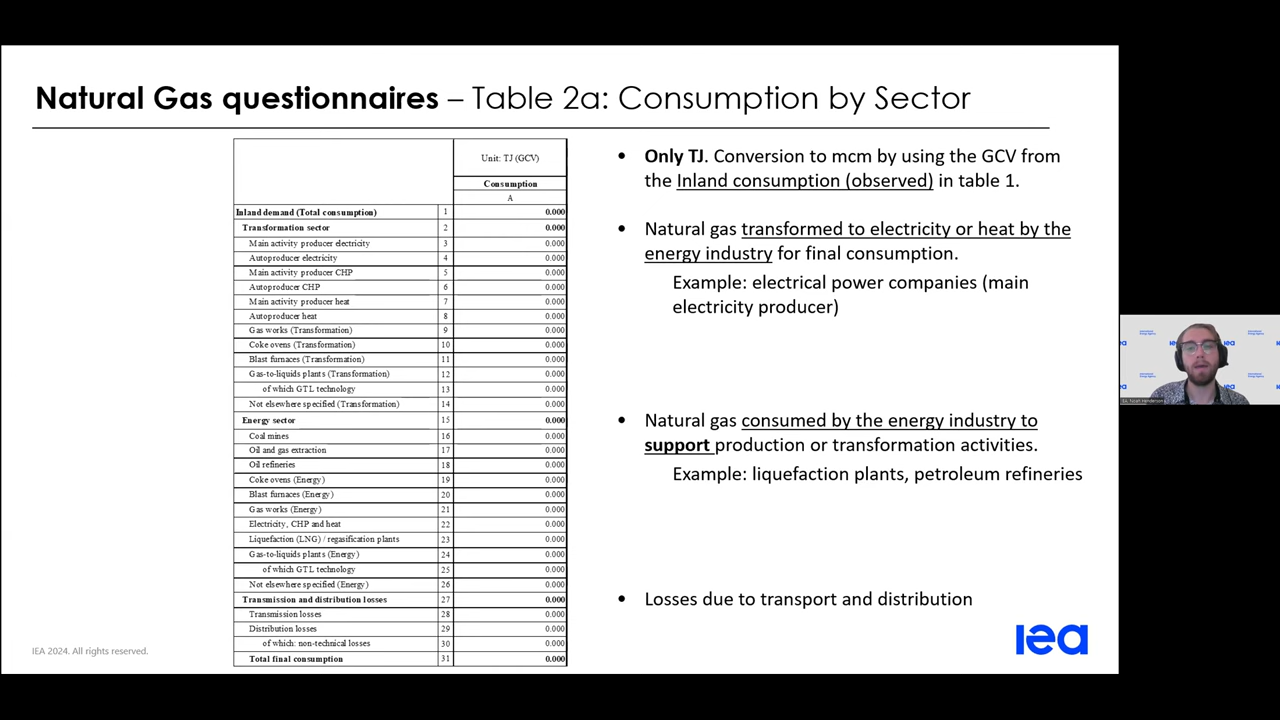 Natural Gas questionnaires – Table 2a: Consumption by Sector
Unit: TJ (GCV)
Consumption
A
Inland demand (Total consumption) 1 0.000
Transformation sector 2 0.000
Main activity producer electricity 3 0.000
Autoproducer electricity 4 0.000
Main activity producer CHP 5 0.000
Autoproducer CHP 6 0.000
Main activity producer heat 7 0.000
Autoproducer heat 8 0.000
Gas works (Transformation) 9 0.000
Coke ovens (Transformation) 10 0.000
Blast furnaces (Transformation) 11 0.000
Gas-to-liquids plants (Transformation) 12 0.000
of which GTL technology 13 0.000
Not elsewhere specified (Transformation) 14 0.000
Energy sector 15 0.000
Coal mines 16 0.000
Oil and gas extraction 17 0.000
Oil refineries 18 0.000
Coke ovens (Energy) 19 0.000
Blast furnaces (Energy) 20 0.000
Gas works (Energy) 21 0.000
Electricity, CHP and heat 22 0.000
Liquefaction (LNG) / regasification plants 23 0.000
Gas-to-liquids plants (Energy) 24 0.000
of which GTL technology 25 0.000
Not elsewhere specified (Energy) 26 0.000
Transmission and distribution losses 27 0.000
Transmission losses 28 0.000
Distribution losses 29 0.000
of which: non-technical losses 30 0.000
Total final consumption 31 0.000
• Only TJ. Conversion to mcm by using the GCV from
the Inland consumption (observed) in table 1.
• Natural gas transformed to electricity or heat by the
energy industry for final consumption.
Example: electrical power companies (main
electricity producer)
• Natural gas consumed by the energy industry to
support production or transformation activities.
Example: liquefaction plants, petroleum refineries
• Losses due to transport and distribution
IEA 2024. All rights reserved.
iea
iea
iea